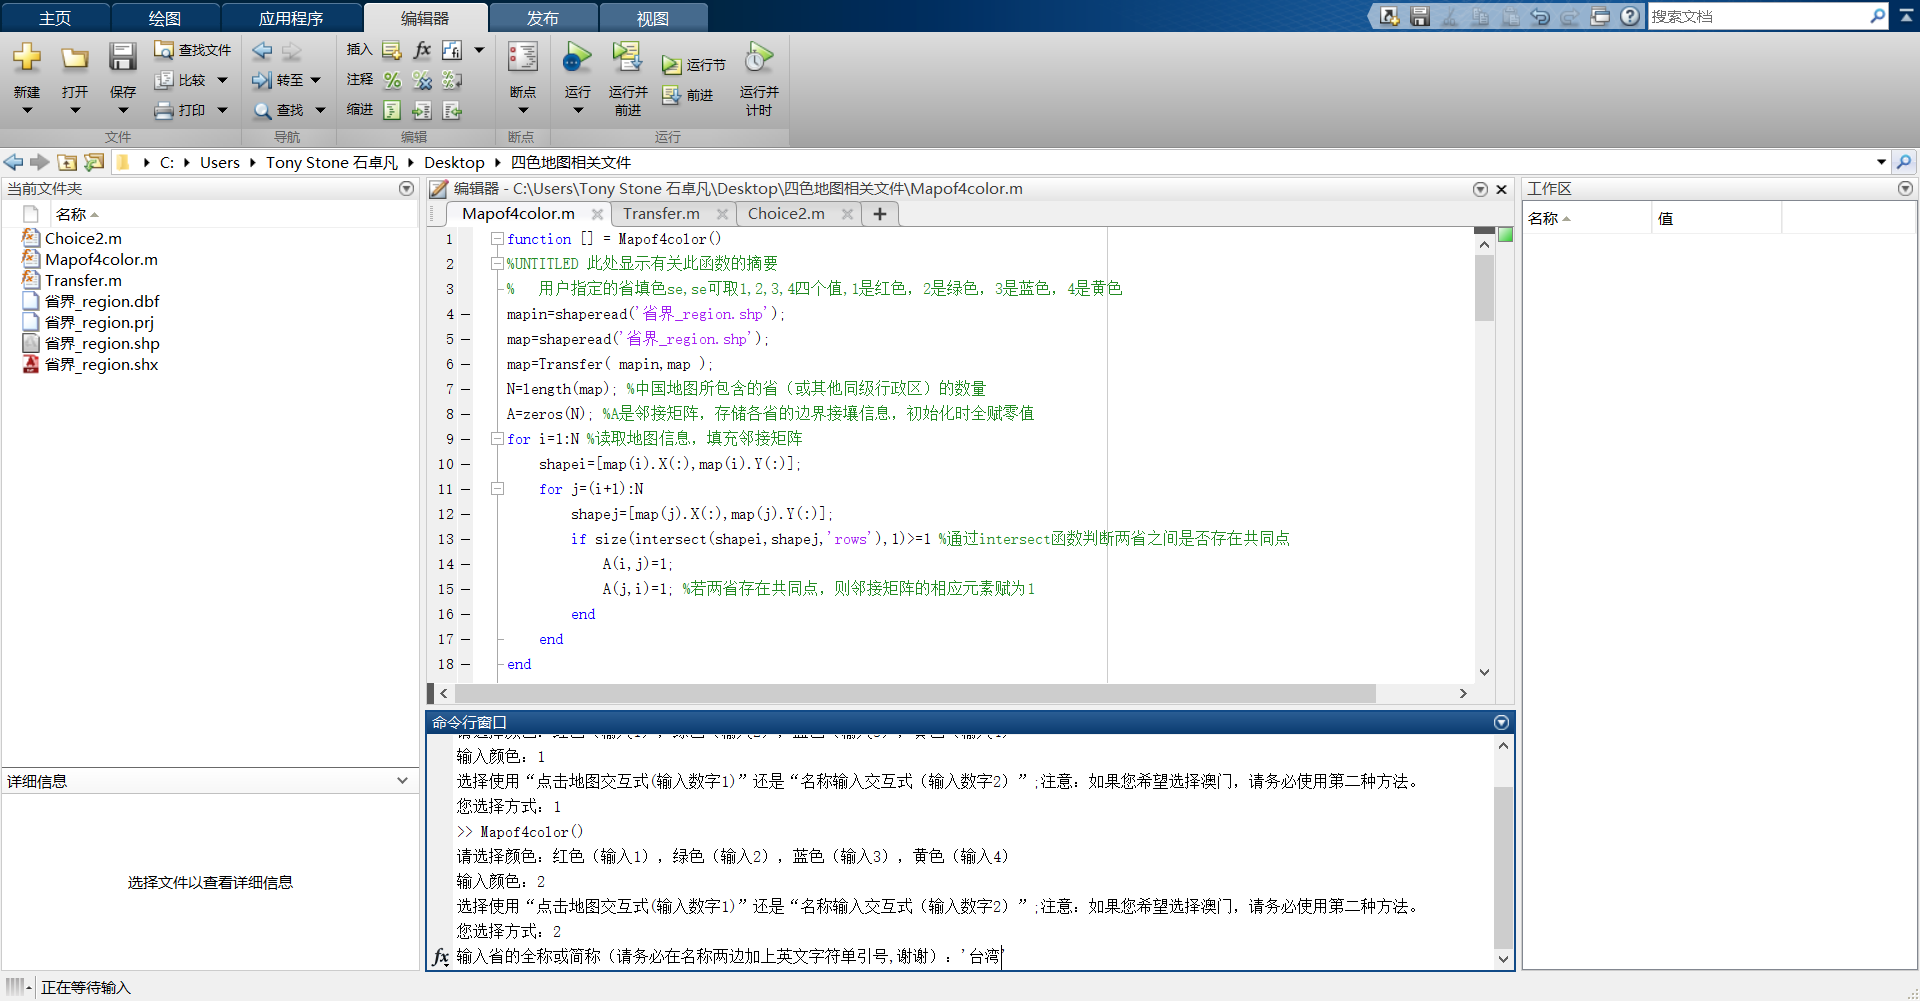 主页 绘图 应用程序 编辑器 发布 视图 搜索文档
新建 打开 保存 查找文件 比较 打印 转至 查找 插入 fx 注释 缩进 断点 运行 运行并前进 运行节 前进 运行并计时
文件 导航 编辑 断点 运行
C: Users Tony Stone 石卓凡 Desktop 四色地图相关文件
当前文件夹
名称
Choice2.m
Mapof4color.m
Transfer.m
省界_region.dbf
省界_region.prj
省界_region.shp
省界_region.shx
详细信息
选择文件以查看详细信息
编辑器 - C:\Users\Tony Stone 石卓凡\Desktop\四色地图相关文件\Mapof4color.m
Mapof4color.m Transfer.m Choice2.m
1 function [] = Mapof4color()
2 %UNTITLED 此处显示有关此函数的摘要
3 % 用户指定的省填色se,se可取1,2,3,4四个值,1是红色，2是绿色，3是蓝色，4是黄色
4 mapin=shaperead('省界_region.shp');
5 map=shaperead('省界_region.shp');
6 map=Transfer( mapin,map );
7 N=length(map); %中国地图所包含的省（或其他同级行政区）的数量
8 A=zeros(N); %A是邻接矩阵，存储各省的边界接壤信息，初始化时全赋零值
9 for i=1:N %读取地图信息，填充邻接矩阵
10 shapei=[map(i).X(:),map(i).Y(:)];
11 for j=(i+1):N
12 shapej=[map(j).X(:),map(j).Y(:)];
13 if size(intersect(shapei,shapej,'rows'),1)>=1 %通过intersect函数判断两省之间是否存在共同点
14 A(i,j)=1;
15 A(j,i)=1; %若两省存在共同点，则邻接矩阵的相应元素赋为1
16 end
17 end
18 end
命令行窗口
请选择颜色：红色（输入1），绿色（输入2），蓝色（输入3），黄色（输入4）
输入颜色：1
选择使用“点击地图交互式(输入数字1)”还是“名称输入交互式（输入数字2）”;注意：如果您希望选择澳门，请务必使用第二种方法。
您选择方式：1
>> Mapof4color()
请选择颜色：红色（输入1），绿色（输入2），蓝色（输入3），黄色（输入4）
输入颜色：2
选择使用“点击地图交互式(输入数字1)”还是“名称输入交互式（输入数字2）”;注意：如果您希望选择澳门，请务必使用第二种方法。
您选择方式：2
fx 输入省的全称或简称（请务必在名称两边加上英文字符单引号,谢谢）：'台湾'
工作区
名称 值
正在等待输入